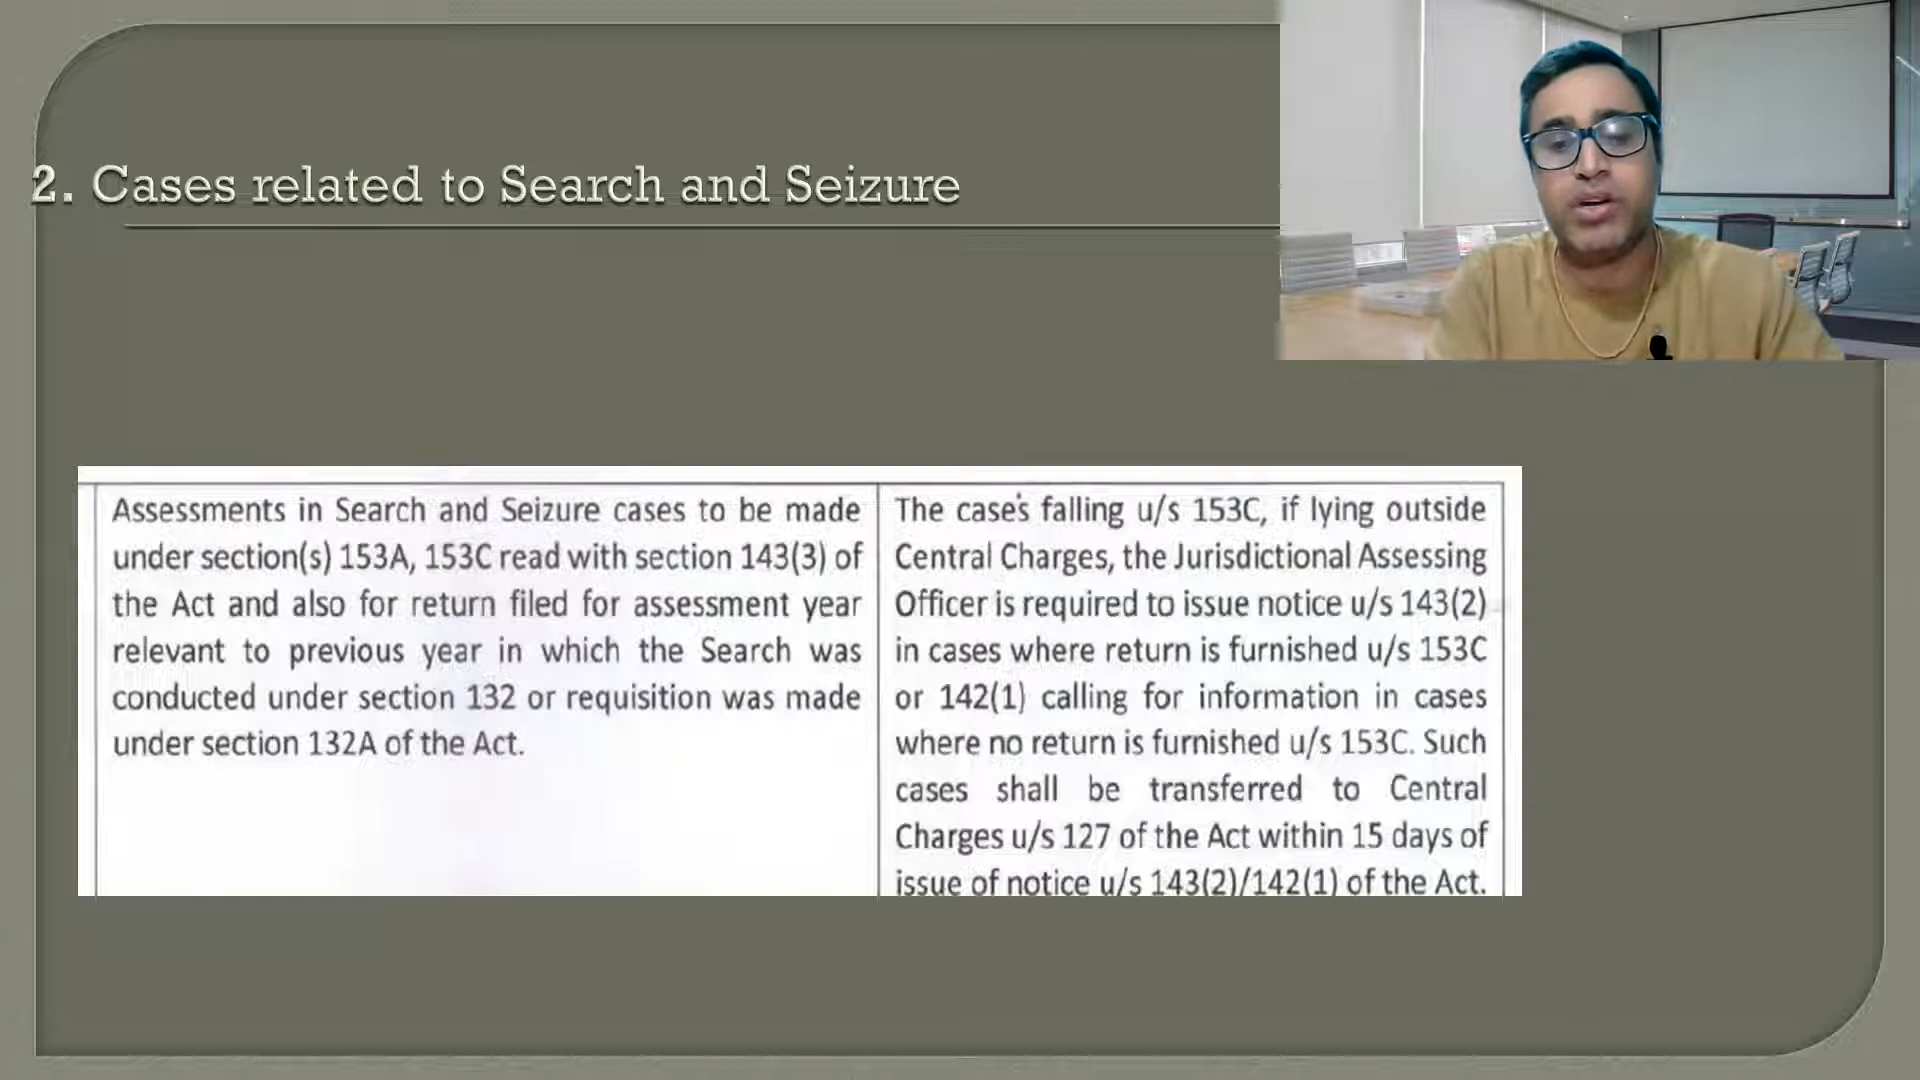 2. Cases related to Search and Seizure
Assessments in Search and Seizure cases to be made
under section(s) 153A, 153C read with section 143(3) of
the Act and also for return filed for assessment year
relevant to previous year in which the Search was
conducted under section 132 or requisition was made
under section 132A of the Act.
The cases falling u/s 153C, if lying outside
Central Charges, the Jurisdictional Assessing
Officer is required to issue notice u/s 143(2)
in cases where return is furnished u/s 153C
or 142(1) calling for information in cases
where no return is furnished u/s 153C. Such
cases shall be transferred to Central
Charges u/s 127 of the Act within 15 days of
issue of notice u/s 143(2)/142(1) of the Act.